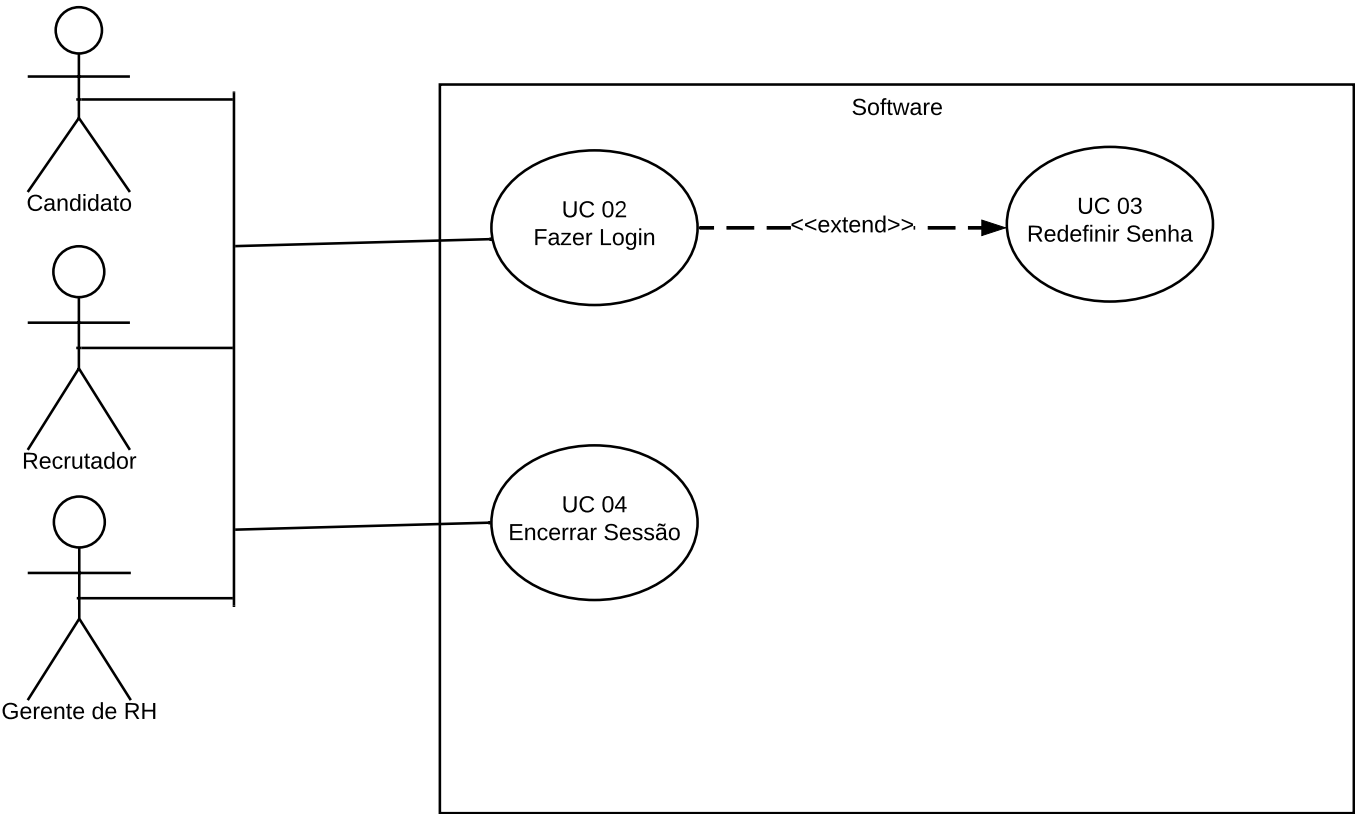 Software
UC 02
Fazer Login
<<extend>>
UC 03
Redefinir Senha
Candidato
Recrutador
UC 04
Encerrar Sessão
Gerente de RH